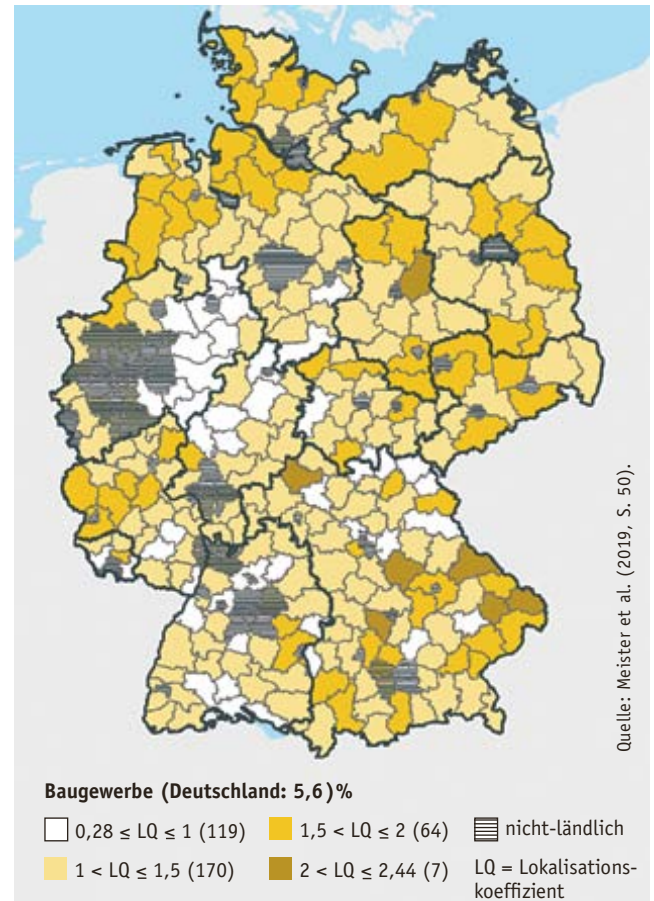 Quelle: Meister et al. (2019, S. 50).
Baugewerbe (Deutschland: 5,6)%
0,28 ≤ LQ ≤ 1 (119)
1,5 < LQ ≤ 2 (64)
nicht-ländlich
1 < LQ ≤ 1,5 (170)
2 < LQ ≤ 2,44 (7)
LQ = Lokalisations-
koeffizient